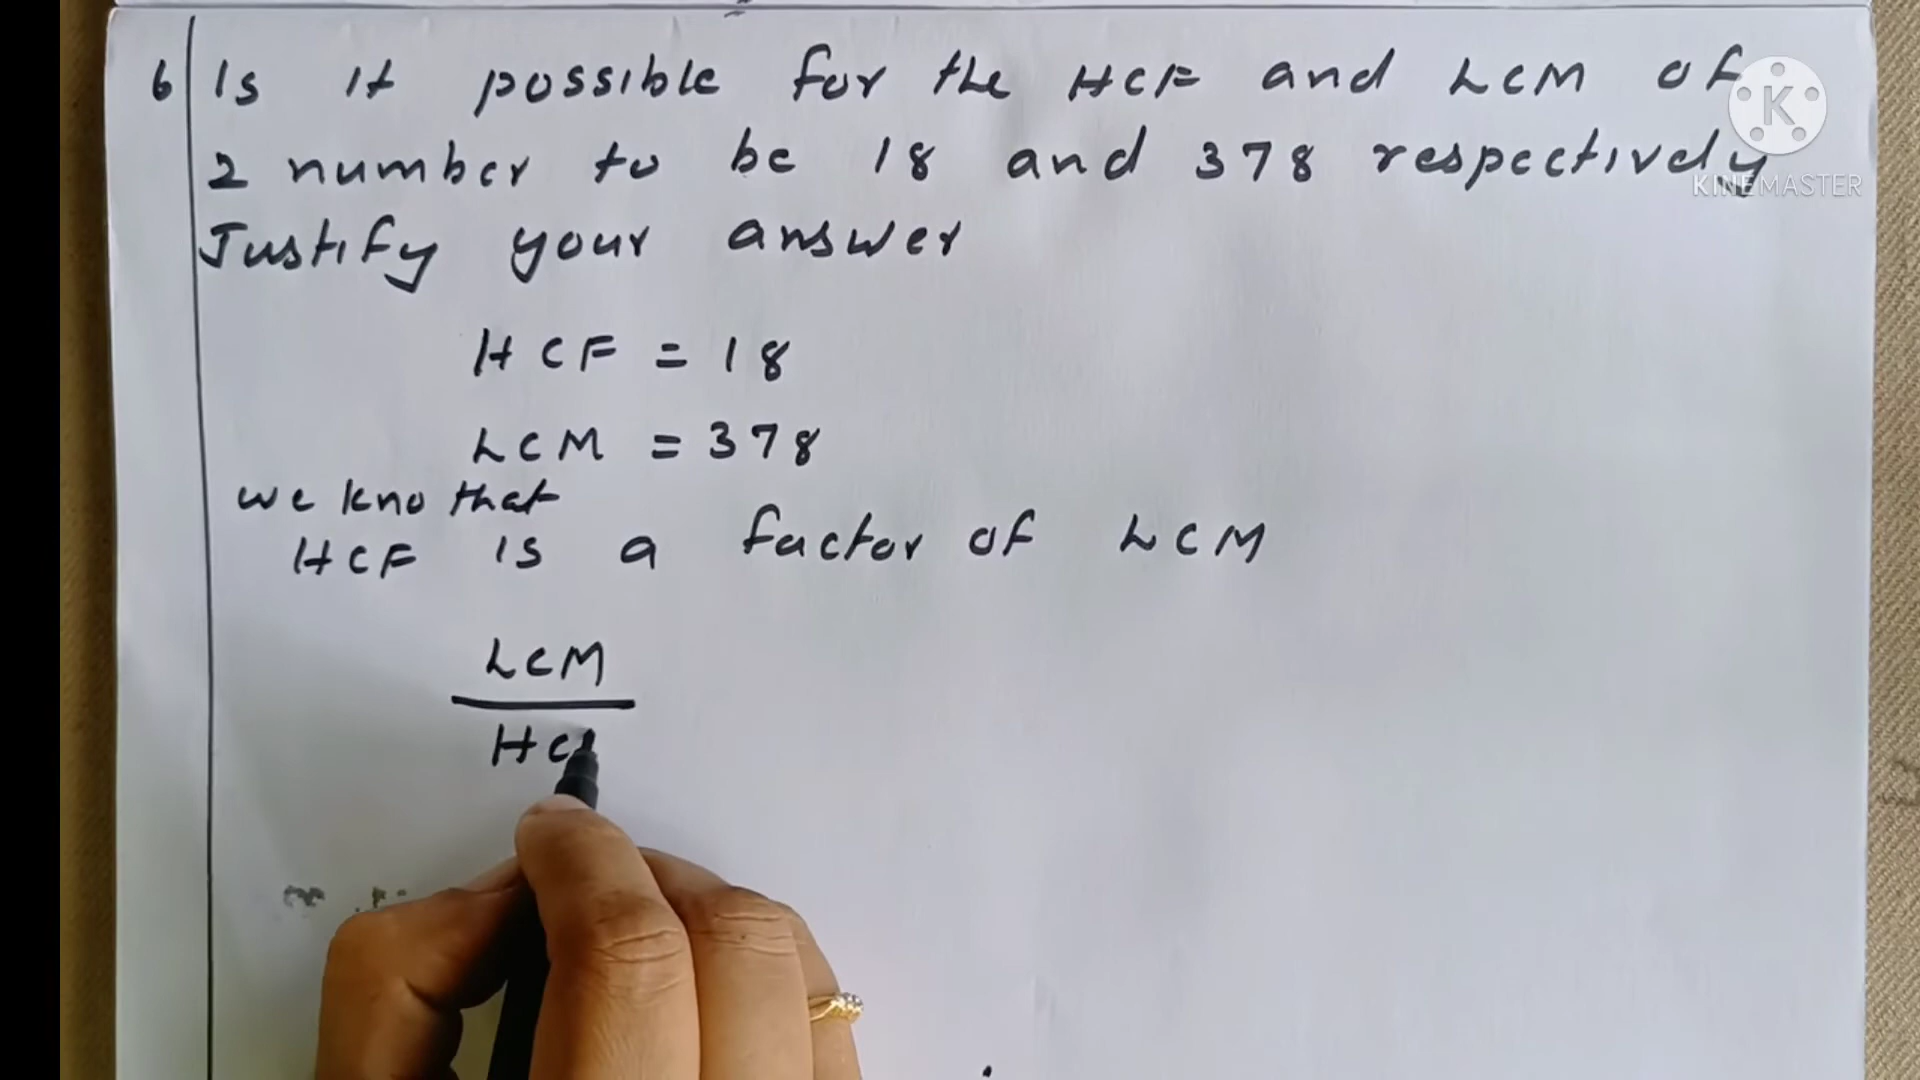 6 Is it possible for the HCF and LCM of
2 number to be 18 and 378 respectively
Justify your answer
HCF = 18
LCM = 378
we kno that
HCF is a factor of LCM
LCM
HC
K
KINEMASTER